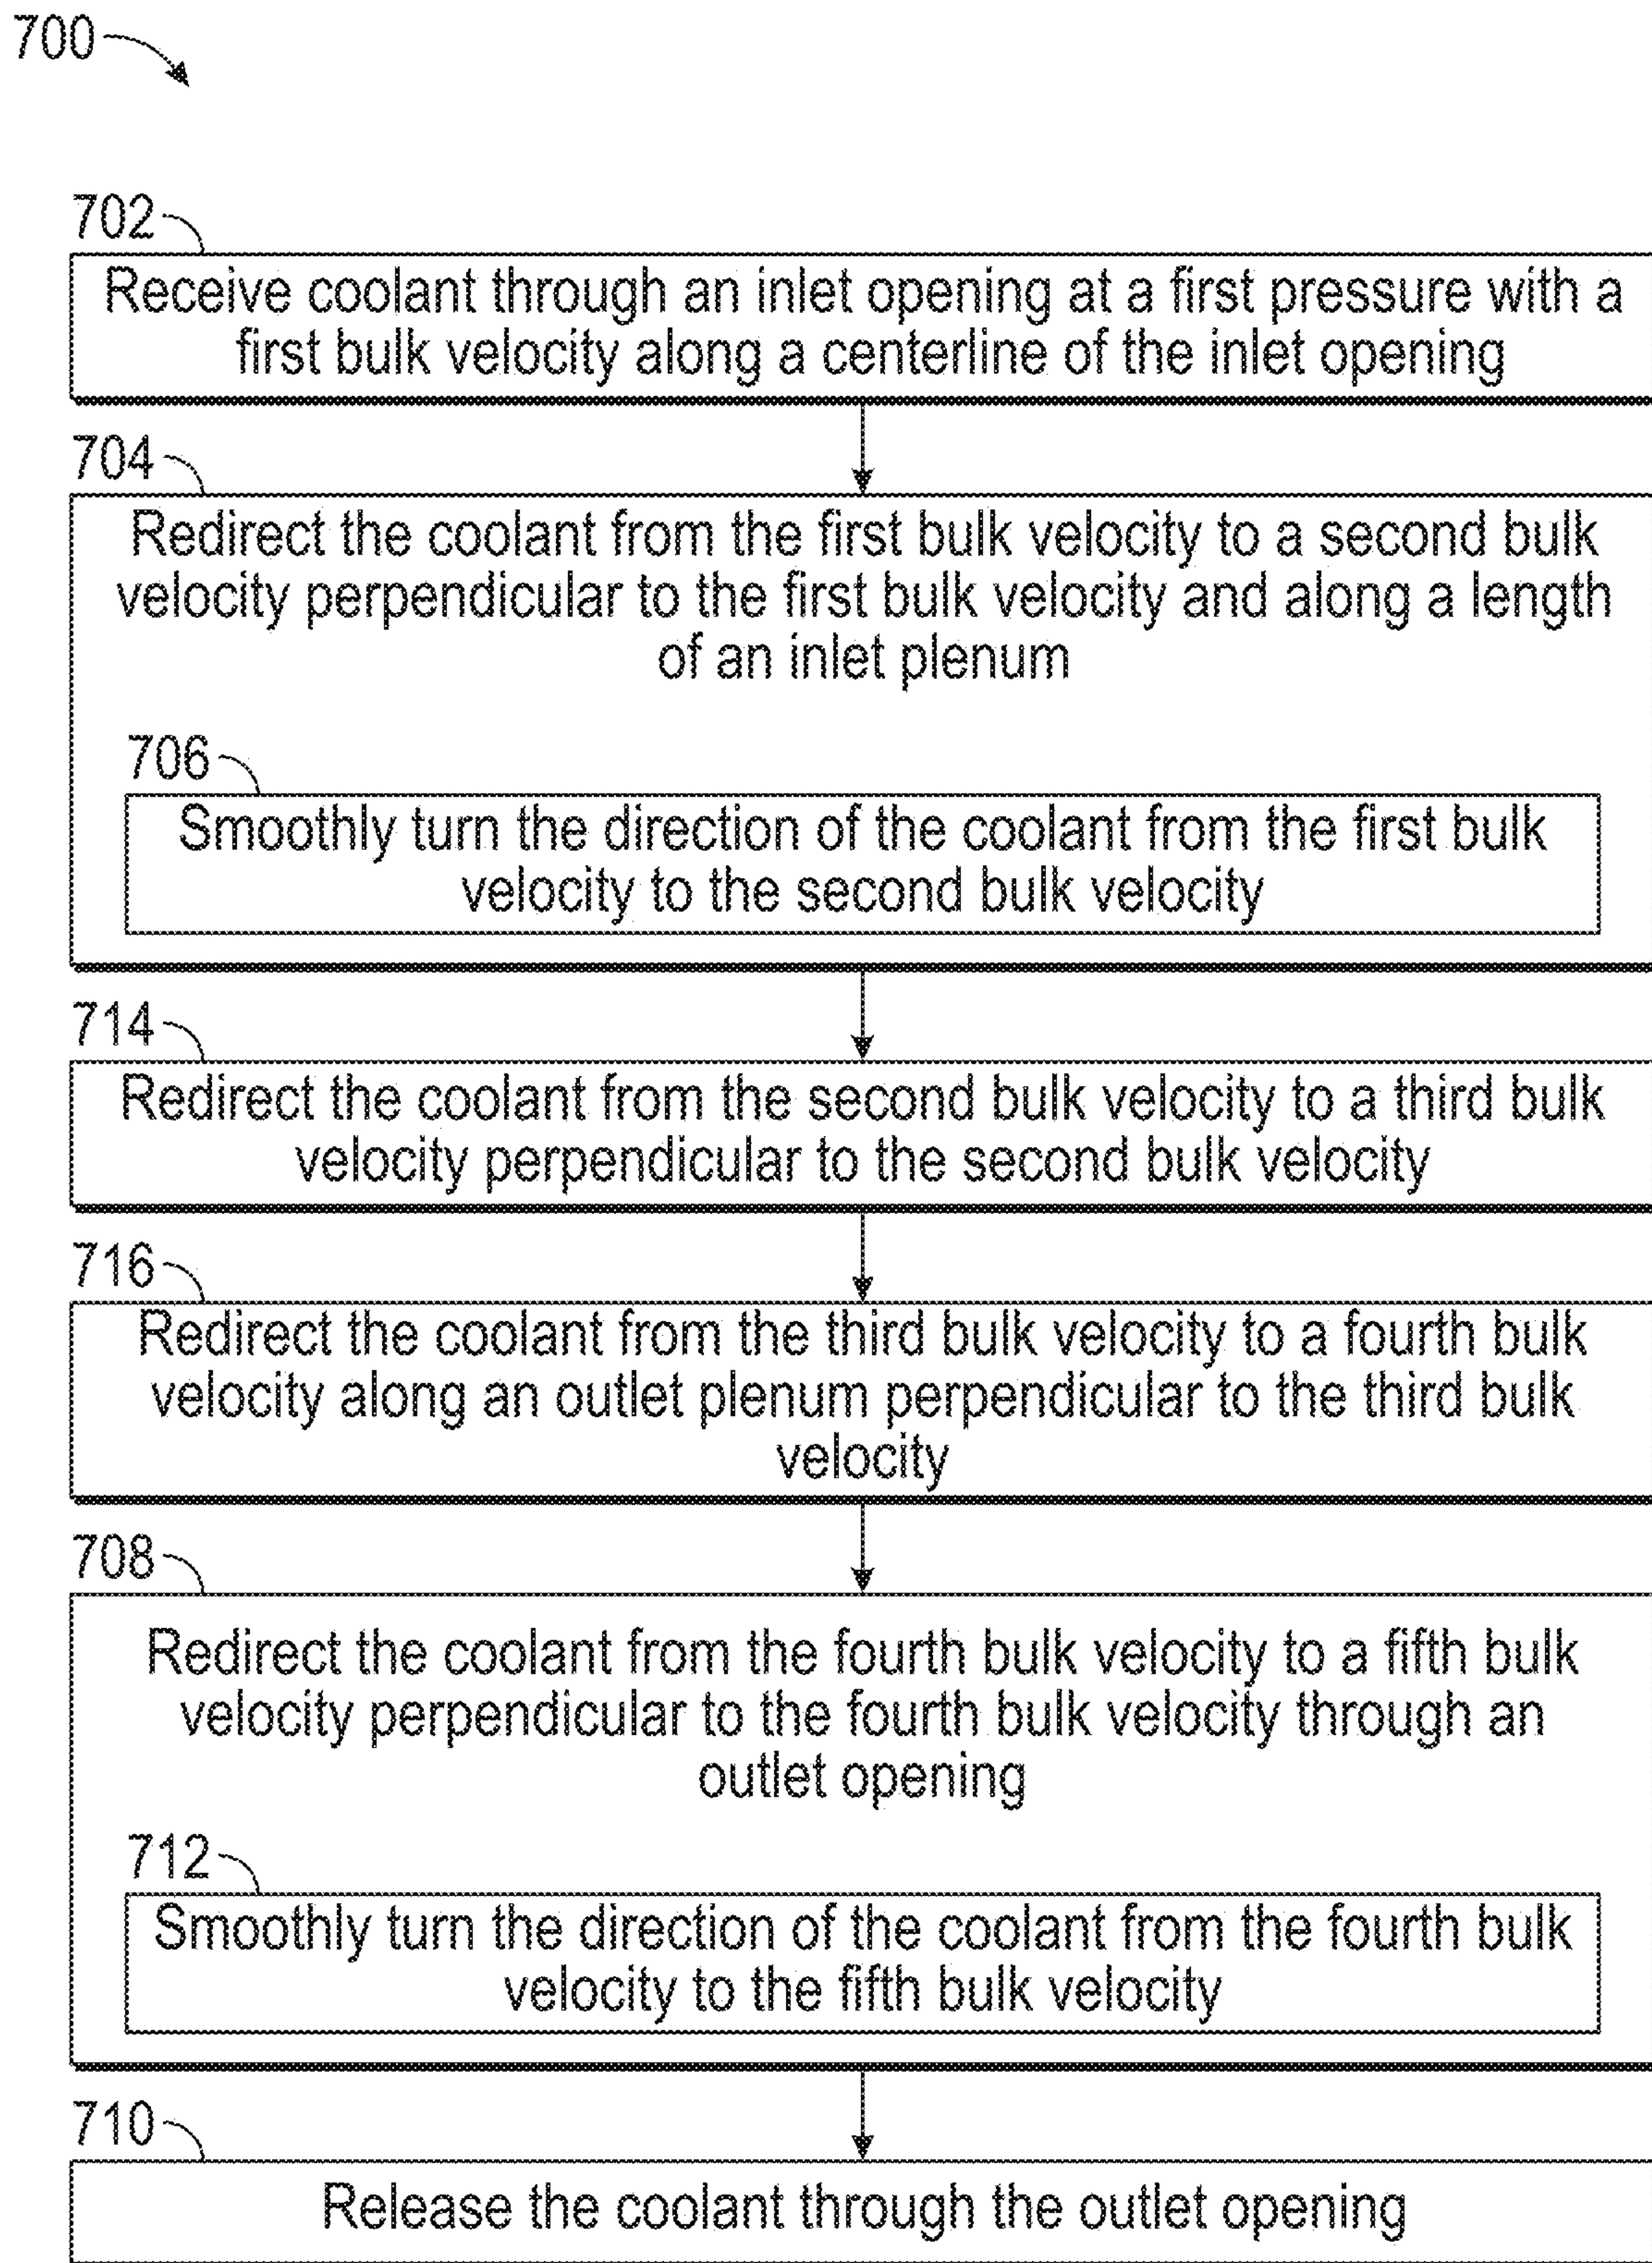 700
702
Receive coolant through an inlet opening at a first pressure with a
first bulk velocity along a centerline of the inlet opening
704
Redirect the coolant from the first bulk velocity to a second bulk
velocity perpendicular to the first bulk velocity and along a length
of an inlet plenum
706
Smoothly turn the direction of the coolant from the first bulk
velocity to the second bulk velocity
714
Redirect the coolant from the second bulk velocity to a third bulk
velocity perpendicular to the second bulk velocity
716
Redirect the coolant from the third bulk velocity to a fourth bulk
velocity along an outlet plenum perpendicular to the third bulk
velocity
708
Redirect the coolant from the fourth bulk velocity to a fifth bulk
velocity perpendicular to the fourth bulk velocity through an
outlet opening
712
Smoothly turn the direction of the coolant from the fourth bulk
velocity to the fifth bulk velocity
710
Release the coolant through the outlet opening